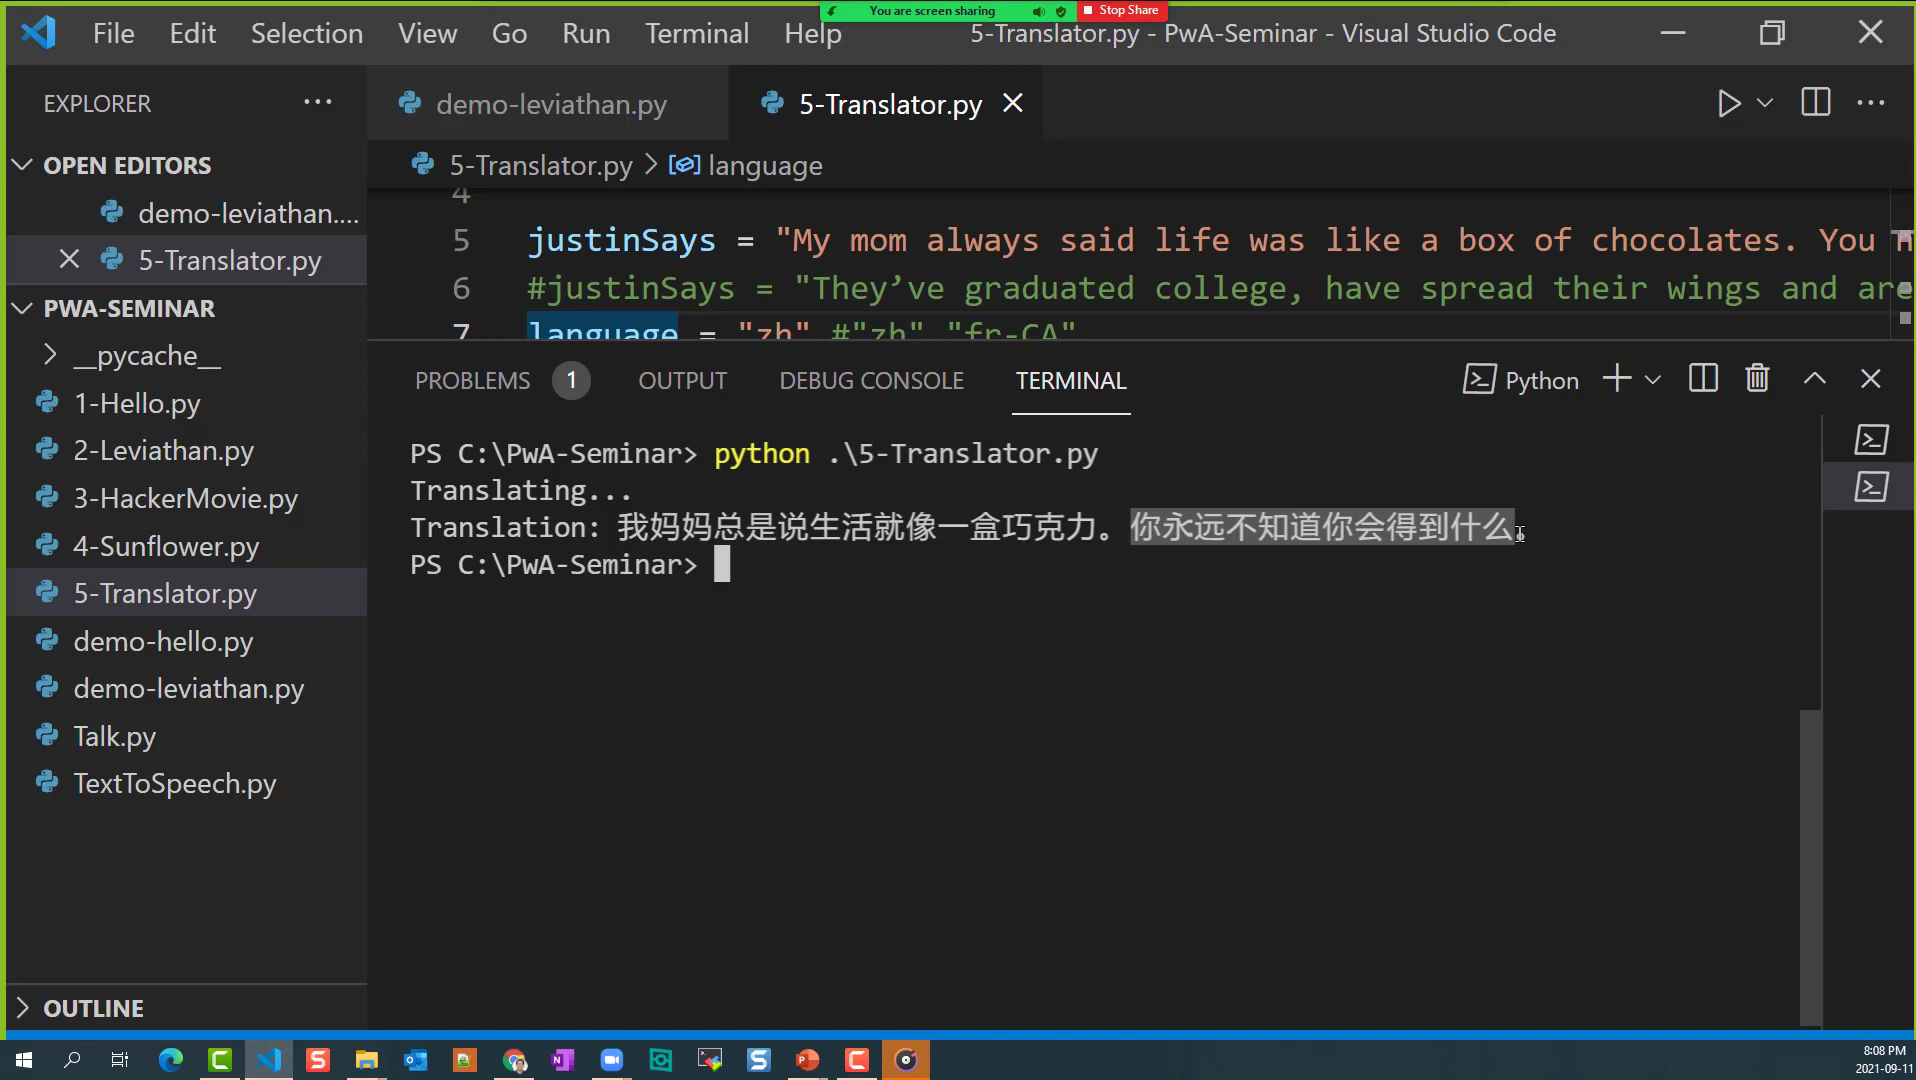 You are screen sharing
Stop Share
File Edit Selection View Go Run Terminal Help
5-Translator.py - PwA-Seminar - Visual Studio Code
EXPLORER
demo-leviathan.py
5-Translator.py
OPEN EDITORS
demo-leviathan....
5-Translator.py
PWA-SEMINAR
__pycache__
1-Hello.py
2-Leviathan.py
3-HackerMovie.py
4-Sunflower.py
5-Translator.py
demo-hello.py
demo-leviathan.py
Talk.py
TextToSpeech.py
OUTLINE
5-Translator.py > language
4
5 justinSays = "My mom always said life was like a box of chocolates. You
6 #justinSays = "They’ve graduated college, have spread their wings and are
7 language = "zh" #"zh" "fr-CA"
PROBLEMS 1 OUTPUT DEBUG CONSOLE TERMINAL
Python
PS C:\PwA-Seminar> python .\5-Translator.py
Translating...
Translation: 我妈妈总是说生活就像一盒巧克力。你永远不知道你会得到什么。
PS C:\PwA-Seminar>
8:08 PM
2021-09-11